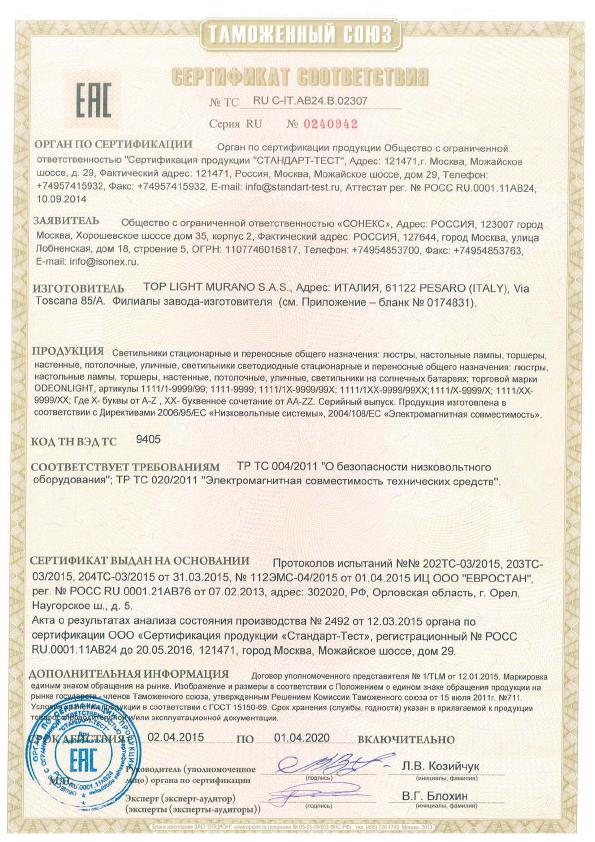 ТАМОЖЕННЫЙ СОЮЗ
СЕРТИФИКАТ СООТВЕТСТВИЯ
EAC
№ ТС RU C-IT.АВ24.В.02307
Серия RU № 0240942
ОРГАН ПО СЕРТИФИКАЦИИ Орган по сертификации продукции Общество с ограниченной
ответственностью "Сертификация продукции "СТАНДАРТ-ТЕСТ", Адрес: 121471,г. Москва, Можайское
шоссе, д. 29, Фактический адрес: 121471, Россия, Москва, Можайское шоссе, дом 29, Телефон:
+74957415932, Факс: +74957415932, E-mail: info@standart-test.ru, Аттестат рег. № РОСС RU.0001.11АВ24,
10.09.2014
ЗАЯВИТЕЛЬ Общество с ограниченной ответственностью «СОНЕКС», Адрес: РОССИЯ, 123007 город
Москва, Хорошевское шоссе дом 35, корпус 2, Фактический адрес: РОССИЯ, 127644, город Москва, улица
Лобненская, дом 18, строение 5, ОГРН: 1107746016817, Телефон: +74954853700, Факс: +74954853763,
E-mail: info@isonex.ru.
ИЗГОТОВИТЕЛЬ TOP LIGHT MURANO S.A.S., Адрес: ИТАЛИЯ, 61122 PESARO (ITALY), Via
Toscana 85/A. Филиалы завода-изготовителя (см. Приложение – бланк № 0174831).
ПРОДУКЦИЯ Светильники стационарные и переносные общего назначения: люстры, настольные лампы, торшеры,
настенные, потолочные, уличные, светильники светодиодные стационарные и переносные общего назначения: люстры,
настольные лампы, торшеры, настенные, потолочные, уличные, светильники на солнечных батареях; торговой марки
ODEONLIGHT, артикулы 1111/1-9999/99; 1111-9999; 1111/1X-9999/99X; 1111/1XX-9999/99XX;1111/X-9999/X; 1111/XX-
9999/XX; Где X- буквы от A-Z , XX- буквенное сочетание от AA-ZZ. Серийный выпуск. Продукция изготовлена в
соответствии с Директивами 2006/95/EC «Низковольтные системы», 2004/108/EC «Электромагнитная совместимость».
КОД ТН ВЭД ТС 9405
СООТВЕТСТВУЕТ ТРЕБОВАНИЯМ ТР ТС 004/2011 "О безопасности низковольтного
оборудования"; ТР ТС 020/2011 "Электромагнитная совместимость технических средств".
СЕРТИФИКАТ ВЫДАН НА ОСНОВАНИИ Протоколов испытаний №№ 202ТС-03/2015, 203ТС-
03/2015, 204ТС-03/2015 от 31.03.2015, № 112ЭМС-04/2015 от 01.04.2015 ИЦ ООО "ЕВРОСТАН",
рег. № РОСС RU.0001.21АВ76 от 07.02.2013, адрес: 302020, РФ, Орловская область, г. Орел,
Наугорское ш., д. 5.
Акта о результатах анализа состояния производства № 2492 от 12.03.2015 органа по
сертификации ООО «Сертификация продукции «Стандарт-Тест», регистрационный № РОСС
RU.0001.11АВ24 до 20.05.2016, 121471, город Москва, Можайское шоссе, дом 29.
ДОПОЛНИТЕЛЬНАЯ ИНФОРМАЦИЯ Договор уполномоченного представителя № 1/TLM от 12.01.2015. Маркировка
единым знаком обращения на рынке. Изображение и размеры в соответствии с Положением о едином знаке обращения продукции на
рынке государств - членов Таможенного союза, утвержденным Решением Комиссии Таможенного союза от 15 июля 2011г. №711.
Условия хранения продукции в соответствии с ГОСТ 15150-69. Срок хранения (службы, годности) указан в прилагаемой к продукции
товаросопроводительной и/или эксплуатационной документации.
СРОК ДЕЙСТВИЯ С 02.04.2015 ПО 01.04.2020 ВКЛЮЧИТЕЛЬНО
М.П.
Руководитель (уполномоченное
лицо) органа по сертификации
(подпись)
Л.В. Козийчук
(инициалы, фамилия)
Эксперт (эксперт-аудитор)
(эксперты (эксперты-аудиторы))
(подпись)
В.Г. Блохин
(инициалы, фамилия)
"СТАНДАРТ-ТЕСТ"
RU.0001.11АВ24
Бланк изготовлен ЗАО "ОПЦИОН", www.opcion.ru